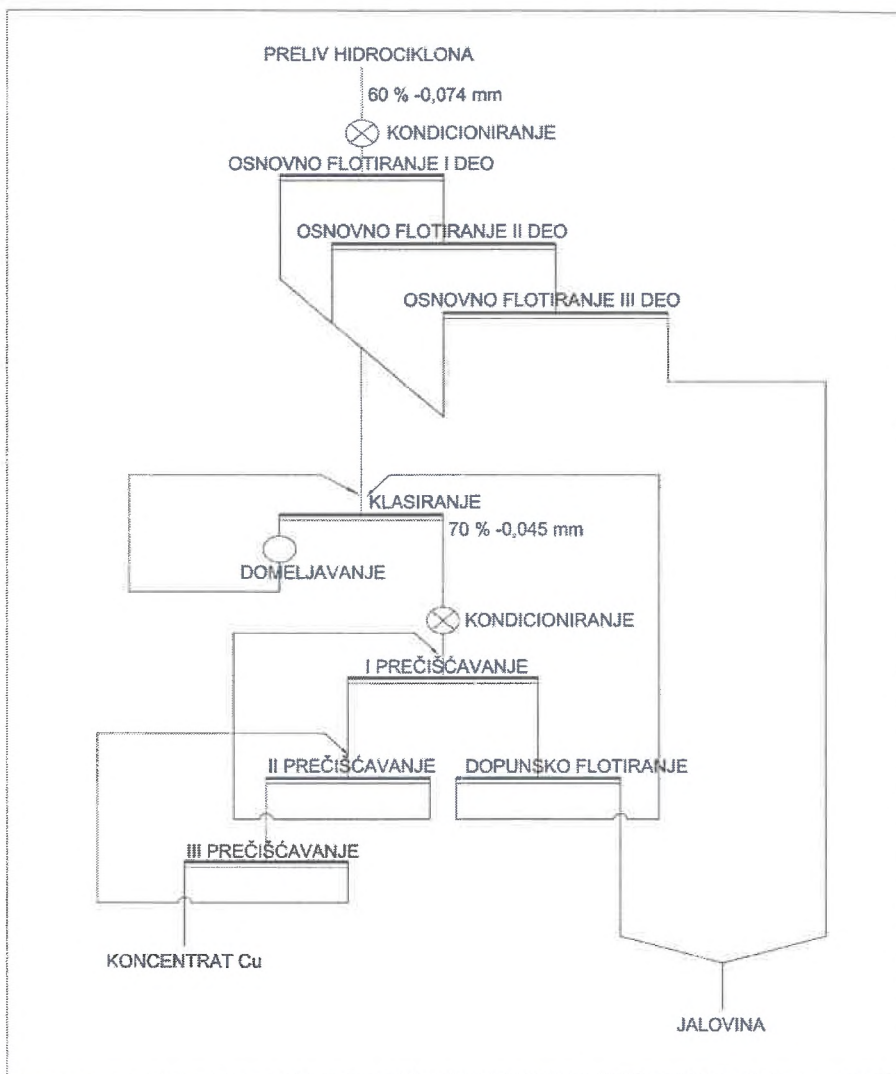 PRELIV HIDROCIKLONA
60 % -0,074 mm
KONDICIONIRANJE
OSNOVNO FLOTIRANJE I DEO
OSNOVNO FLOTIRANJE II DEO
OSNOVNO FLOTIRANJE III DEO
KLASIRANJE
70 % -0,045 mm
DOMELJAVANJE
KONDICIONIRANJE
I PREČIŠĆAVANJE
II PREČIŠĆAVANJE
DOPUNSKO FLOTIRANJE
III PREČIŠĆAVANJE
KONCENTRAT Cu
JALOVINA